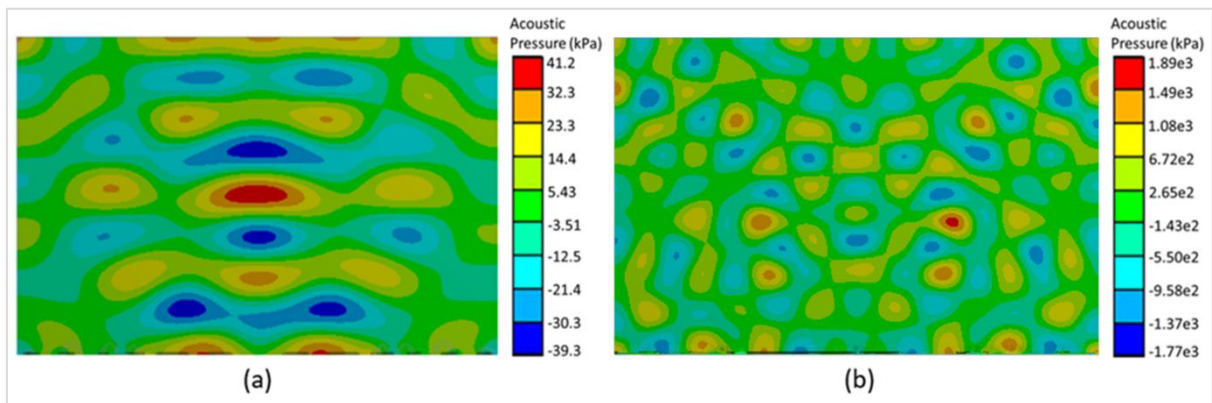 Acoustic
Pressure (kPa)
41.2
32.3
23.3
14.4
5.43
-3.51
-12.5
-21.4
-30.3
-39.3
(a)
Acoustic
Pressure (kPa)
1.89e3
1.49e3
1.08e3
6.72e2
2.65e2
-1.43e2
-5.50e2
-9.58e2
-1.37e3
-1.77e3
(b)